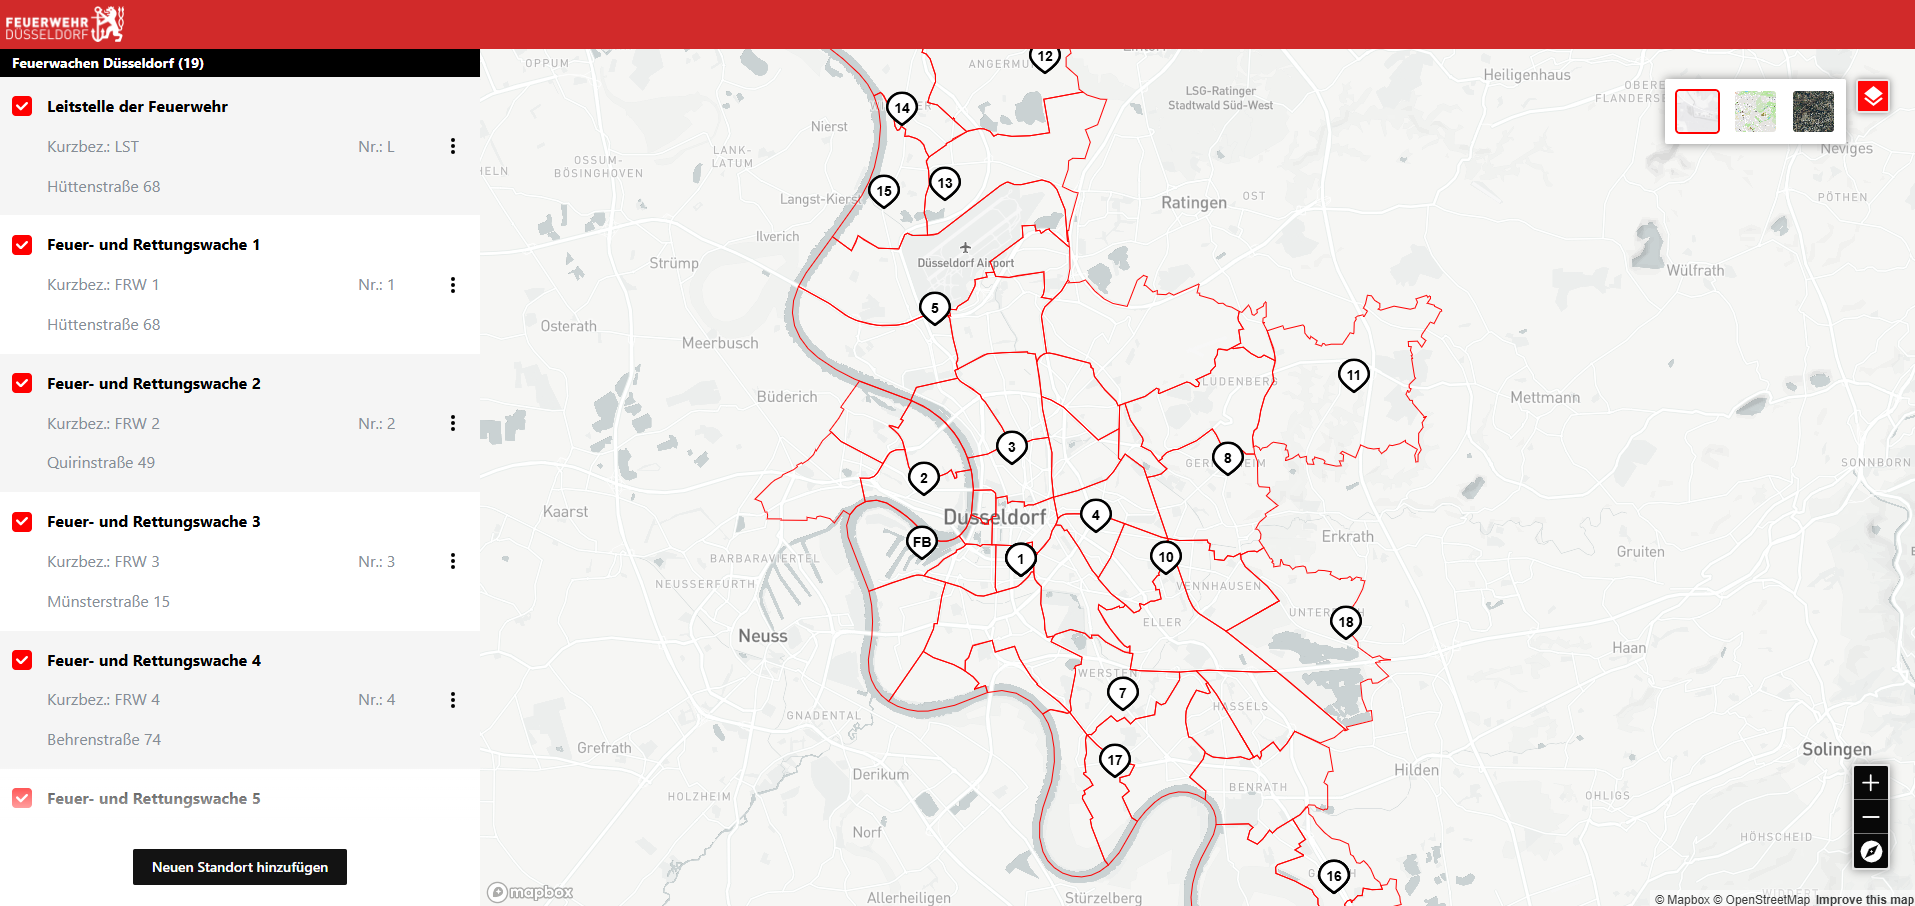 FEUERWEHR
DÜSSELDORF
Feuerwachen Düsseldorf (19)
Leitstelle der Feuerwehr
Kurzbez.: LST
Nr.: L
Hüttenstraße 68
Feuer- und Rettungswache 1
Kurzbez.: FRW 1
Nr.: 1
Hüttenstraße 68
Feuer- und Rettungswache 2
Kurzbez.: FRW 2
Nr.: 2
Quirinstraße 49
Feuer- und Rettungswache 3
Kurzbez.: FRW 3
Nr.: 3
Münsterstraße 15
Feuer- und Rettungswache 4
Kurzbez.: FRW 4
Nr.: 4
Behrenstraße 74
Feuer- und Rettungswache 5
Neuen Standort hinzufügen
OPPUM
ANGERMU
12
Heiligenhaus
LSG-Ratinger
Stadtwald Süd-West
OBERE
FLANDERS
14
Nierst
LANK-
LATUM
OSSUM-
BÖSINGHOVEN
Neviges
15
13
Langst-Kierst
Ratingen
OST
PÖTHEN
Ilverich
Düsseldorf Airport
Strümp
Wülfrath
5
Osterath
Meerbusch
11
LUDENBERG
Büderich
Mettmann
3
8
2
SONNBORN
Kaarst
Düsseldorf
4
Erkrath
Gruiten
FB
1
10
BARBARAVIERTEL
NEUSSERFURTH
VENNHAUSEN
18
ELLER
Neuss
Haan
WERSTEN
7
HASSELS
GNADENTAL
Grefrath
17
Solingen
Derikum
Hilden
BENRATH
HOLZHEIM
OHLIGS
Norf
HÖHSCHEID
16
Allerheiligen
Stürzelberg
mapbox
© Mapbox © OpenStreetMap Improve this map